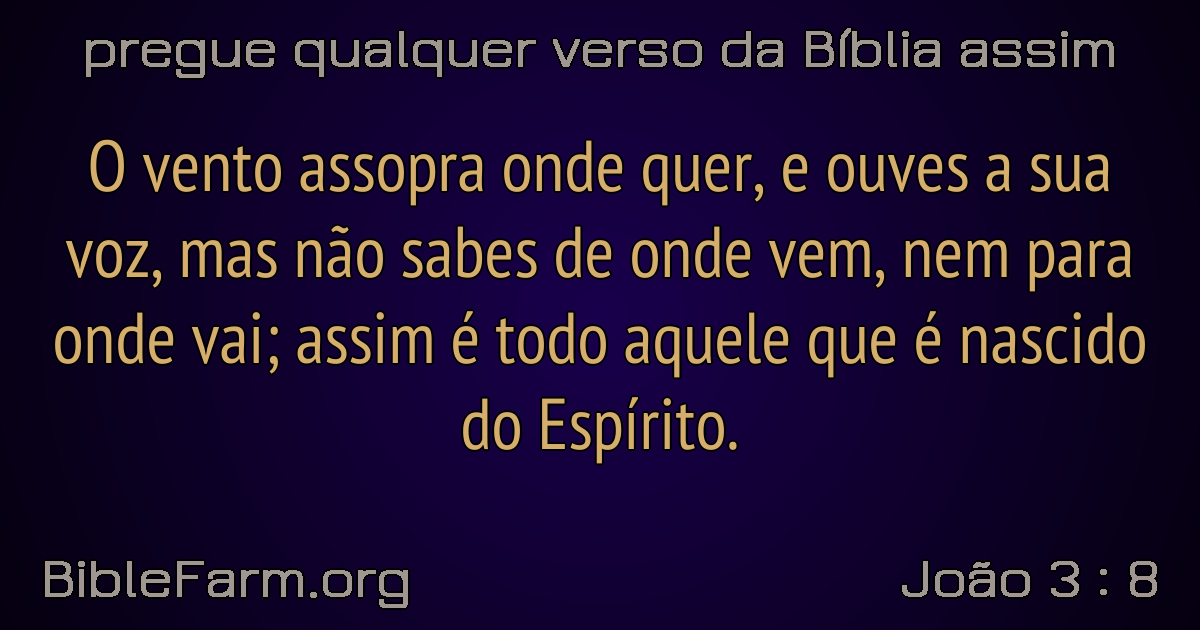 pregue qualquer verso da Bíblia assim
O vento assopra onde quer, e ouves a sua
voz, mas não sabes de onde vem, nem para
onde vai; assim é todo aquele que é nascido
do Espírito.
BibleFarm.org
João 3 : 8